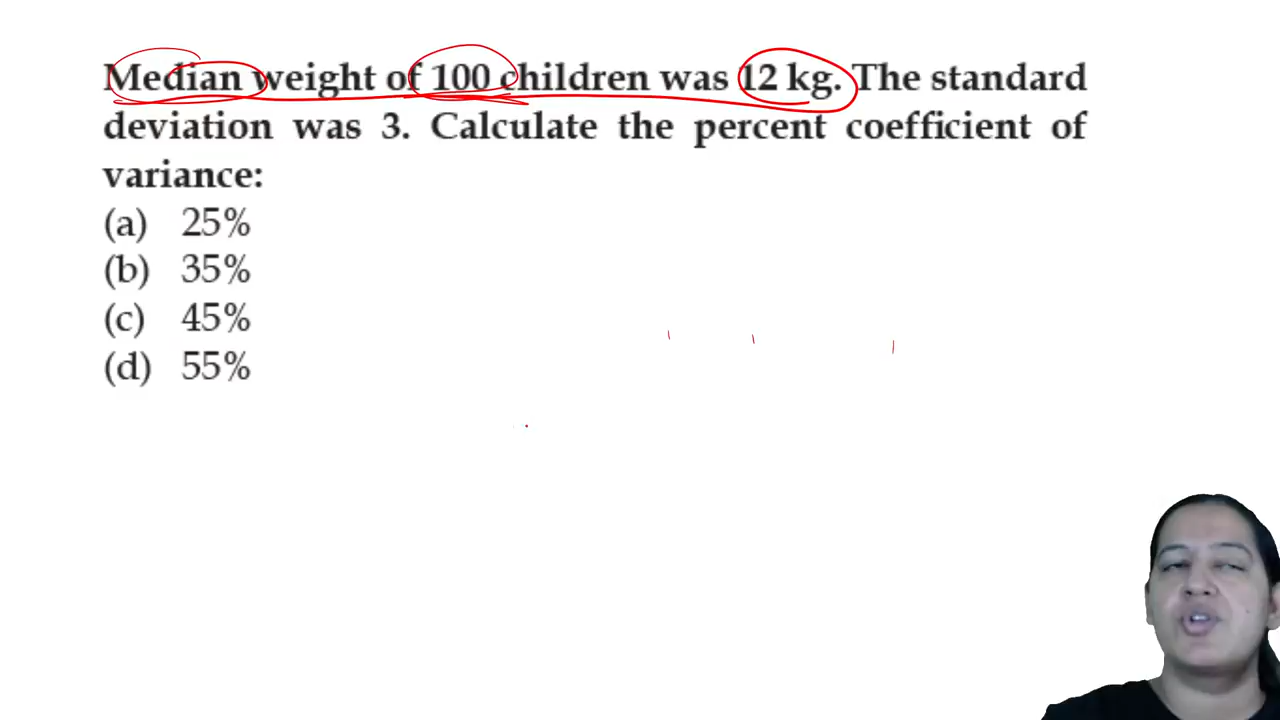 Median weight of 100 children was 12 kg. The standard
deviation was 3. Calculate the percent coefficient of
variance:
(a) 25%
(b) 35%
(c) 45%
(d) 55%